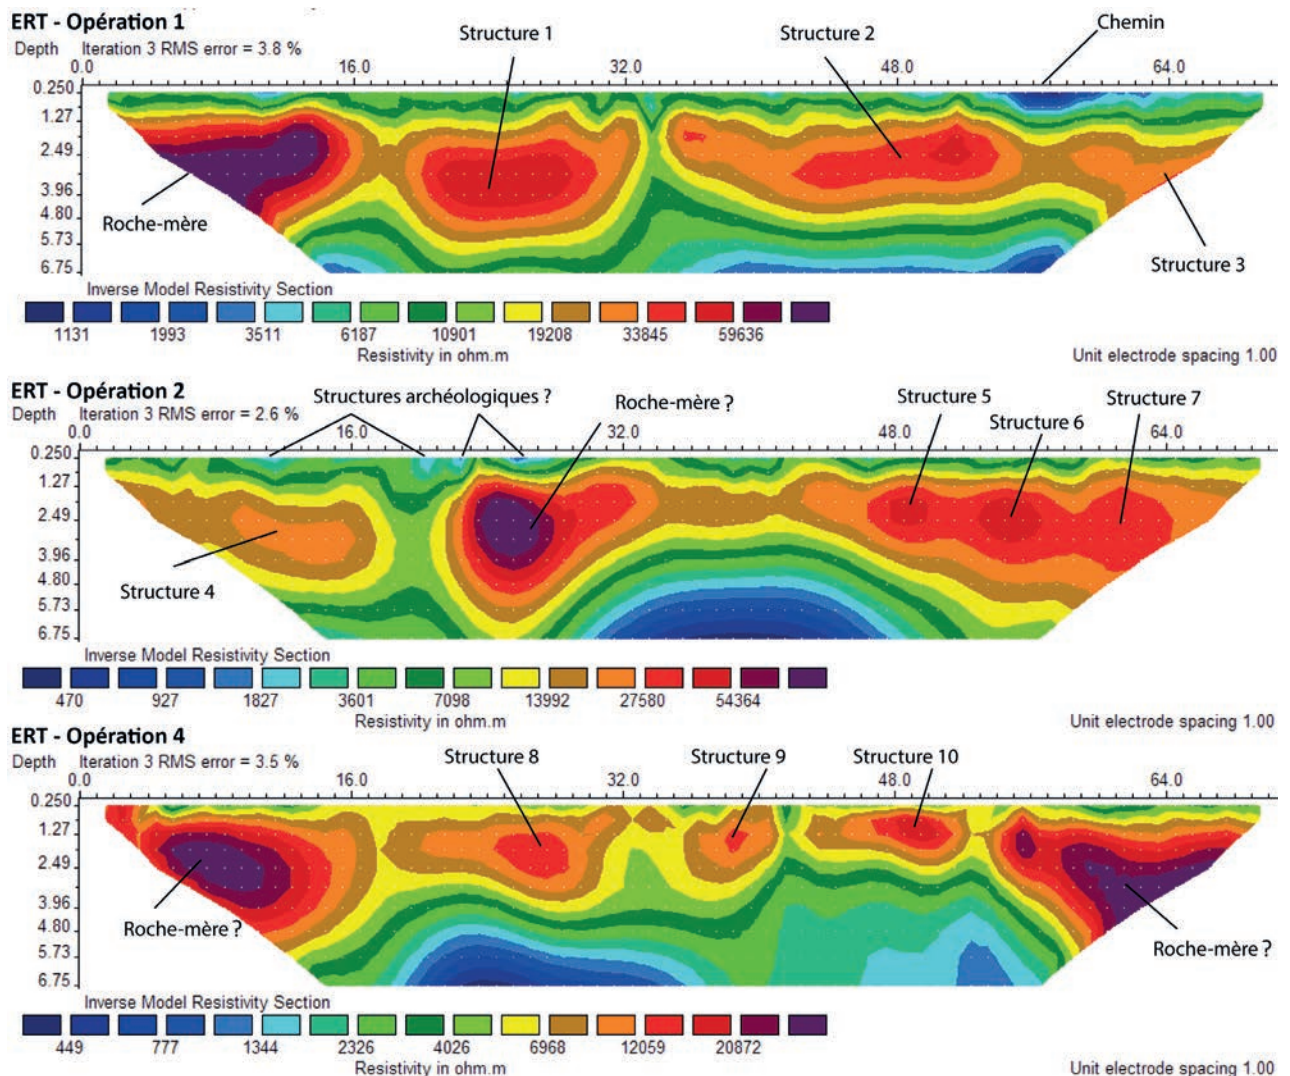 ERT - Opération 1
Structure 1
Structure 2
Chemin
Depth Iteration 3 RMS error = 3.8 %
0.0 16.0 32.0 48.0 64.0
0.250
1.27
2.49
3.96
4.80
5.73
6.75
Roche-mère
Structure 3
Inverse Model Resistivity Section
1131 1993 3511 6187 10901 19208 33845 59636
Resistivity in ohm.m
Unit electrode spacing 1.00
ERT - Opération 2
Structures archéologiques ?
Roche-mère ?
Structure 5
Structure 6
Structure 7
Depth Iteration 3 RMS error = 2.6 %
0.0 16.0 32.0 48.0 64.0
0.250
1.27
2.49
3.96
4.80
5.73
6.75
Structure 4
Inverse Model Resistivity Section
470 927 1827 3601 7098 13992 27580 54364
Resistivity in ohm.m
Unit electrode spacing 1.00
ERT - Opération 4
Structure 8
Structure 9
Structure 10
Depth Iteration 3 RMS error = 3.5 %
0.0 16.0 32.0 48.0 64.0
0.250
1.27
2.49
3.96
4.80
5.73
6.75
Roche-mère ?
Roche-mère ?
Inverse Model Resistivity Section
449 777 1344 2326 4026 6968 12059 20872
Resistivity in ohm.m
Unit electrode spacing 1.00